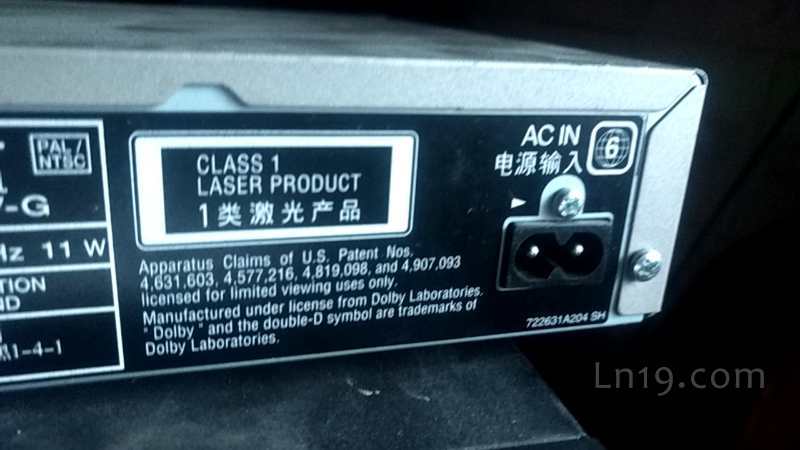 PAL/
NTSC
-G
Hz 11 W
TION
ND
1-4-1
CLASS 1
LASER PRODUCT
1类激光产品
Apparatus Claims of U.S. Patent Nos.
4,631,603, 4,577,216, 4,819,098, and 4,907,093
licensed for limited viewing uses only.
Manufactured under license from Dolby Laboratories.
" Dolby " and the double-D symbol are trademarks of
Dolby Laboratories.
AC IN
电源输入
6
722631A204 SH
Ln19.com